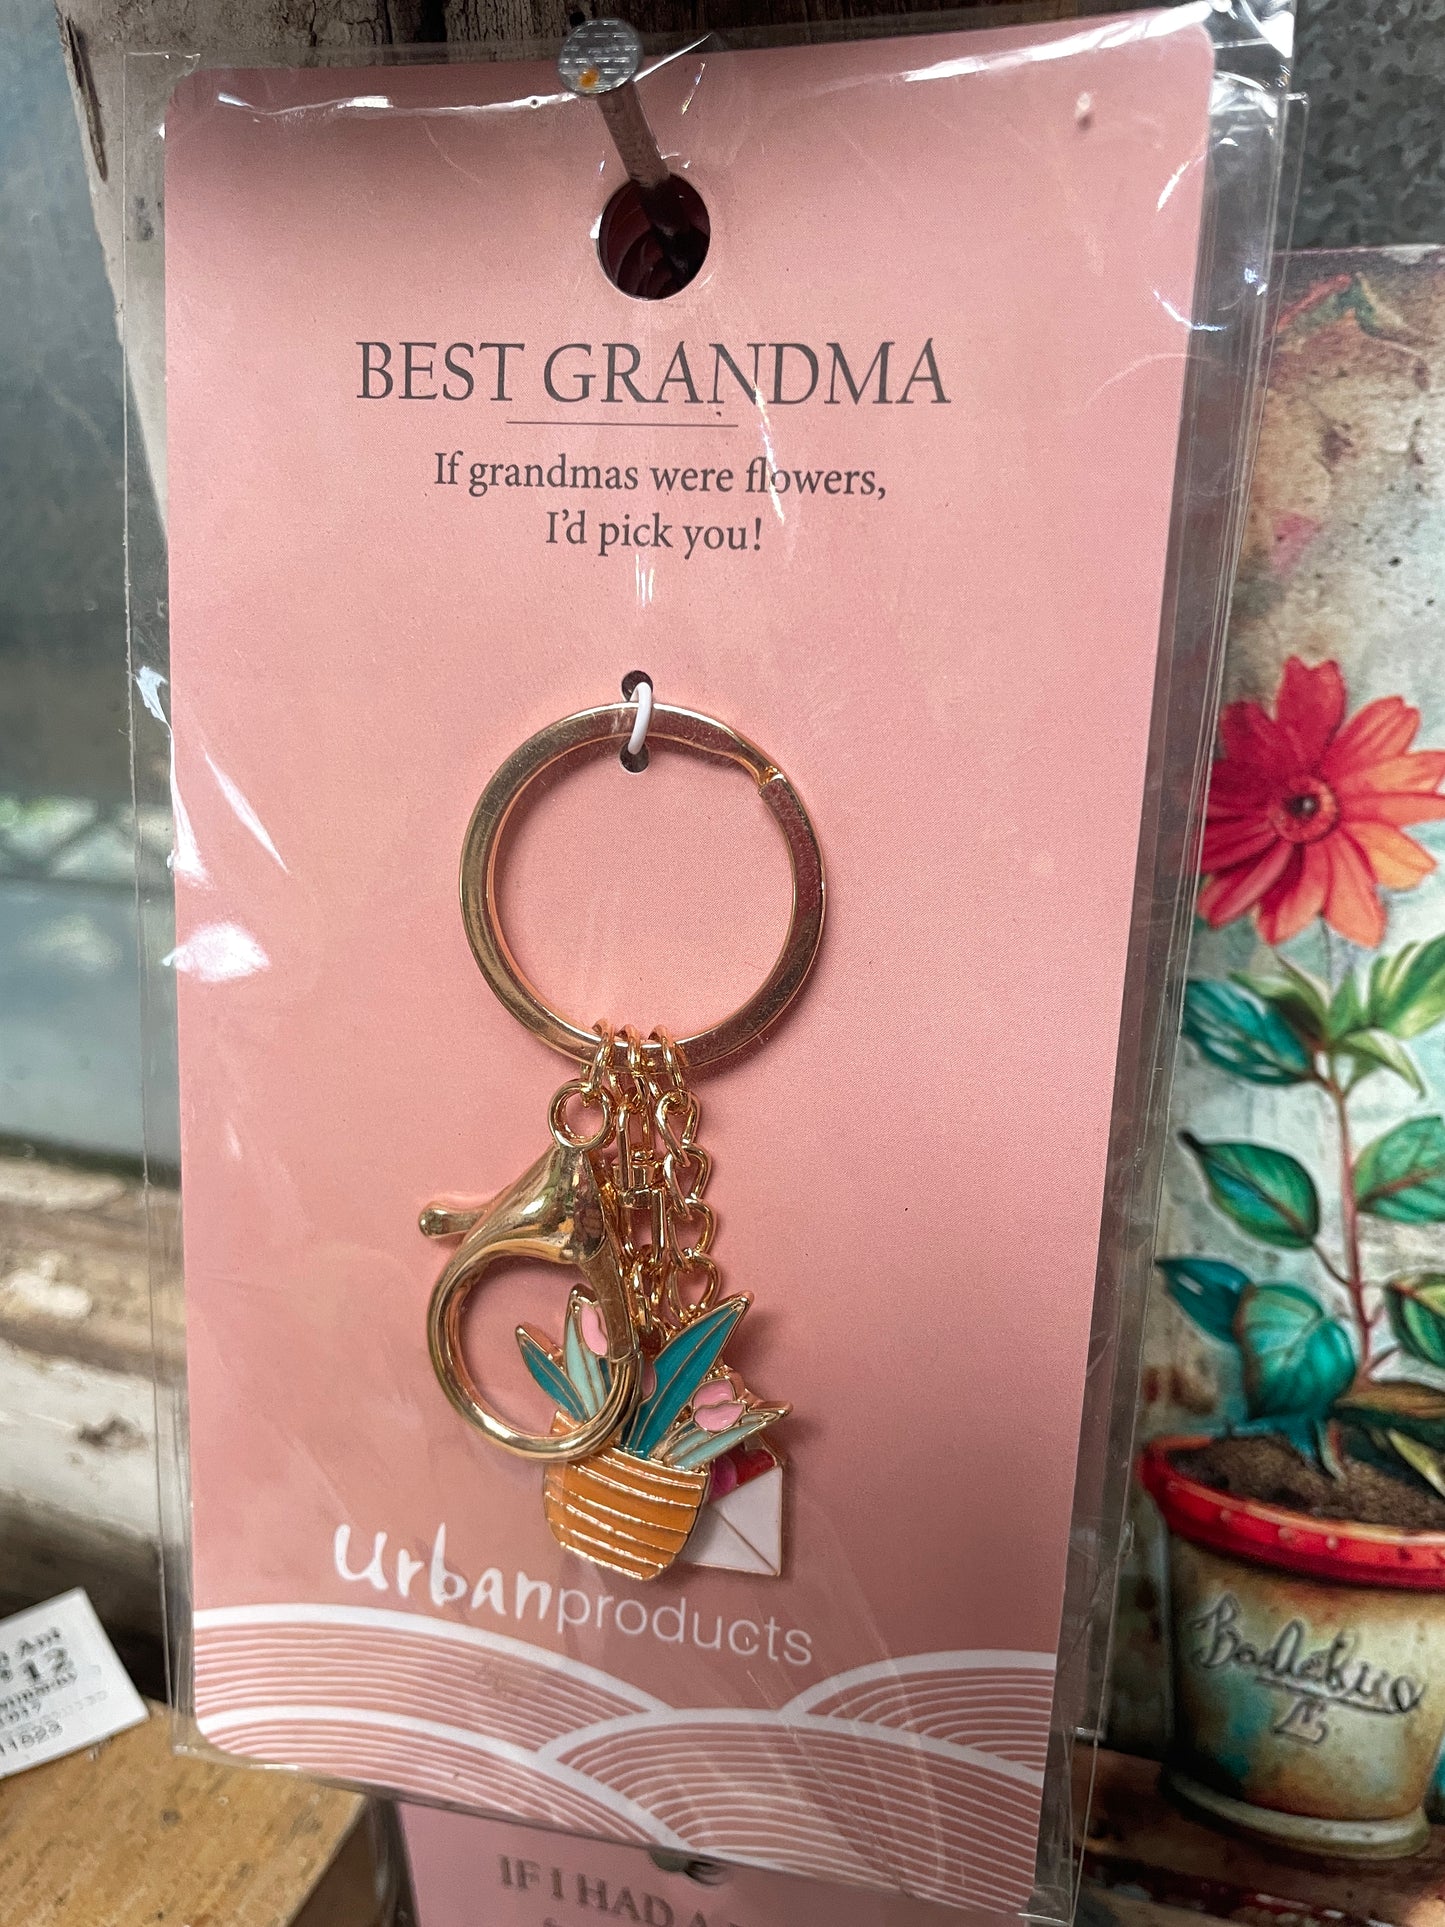 BEST GRANDMA
If grandmas were flowers,
I'd pick you!
urbanproducts
IF I HAD A